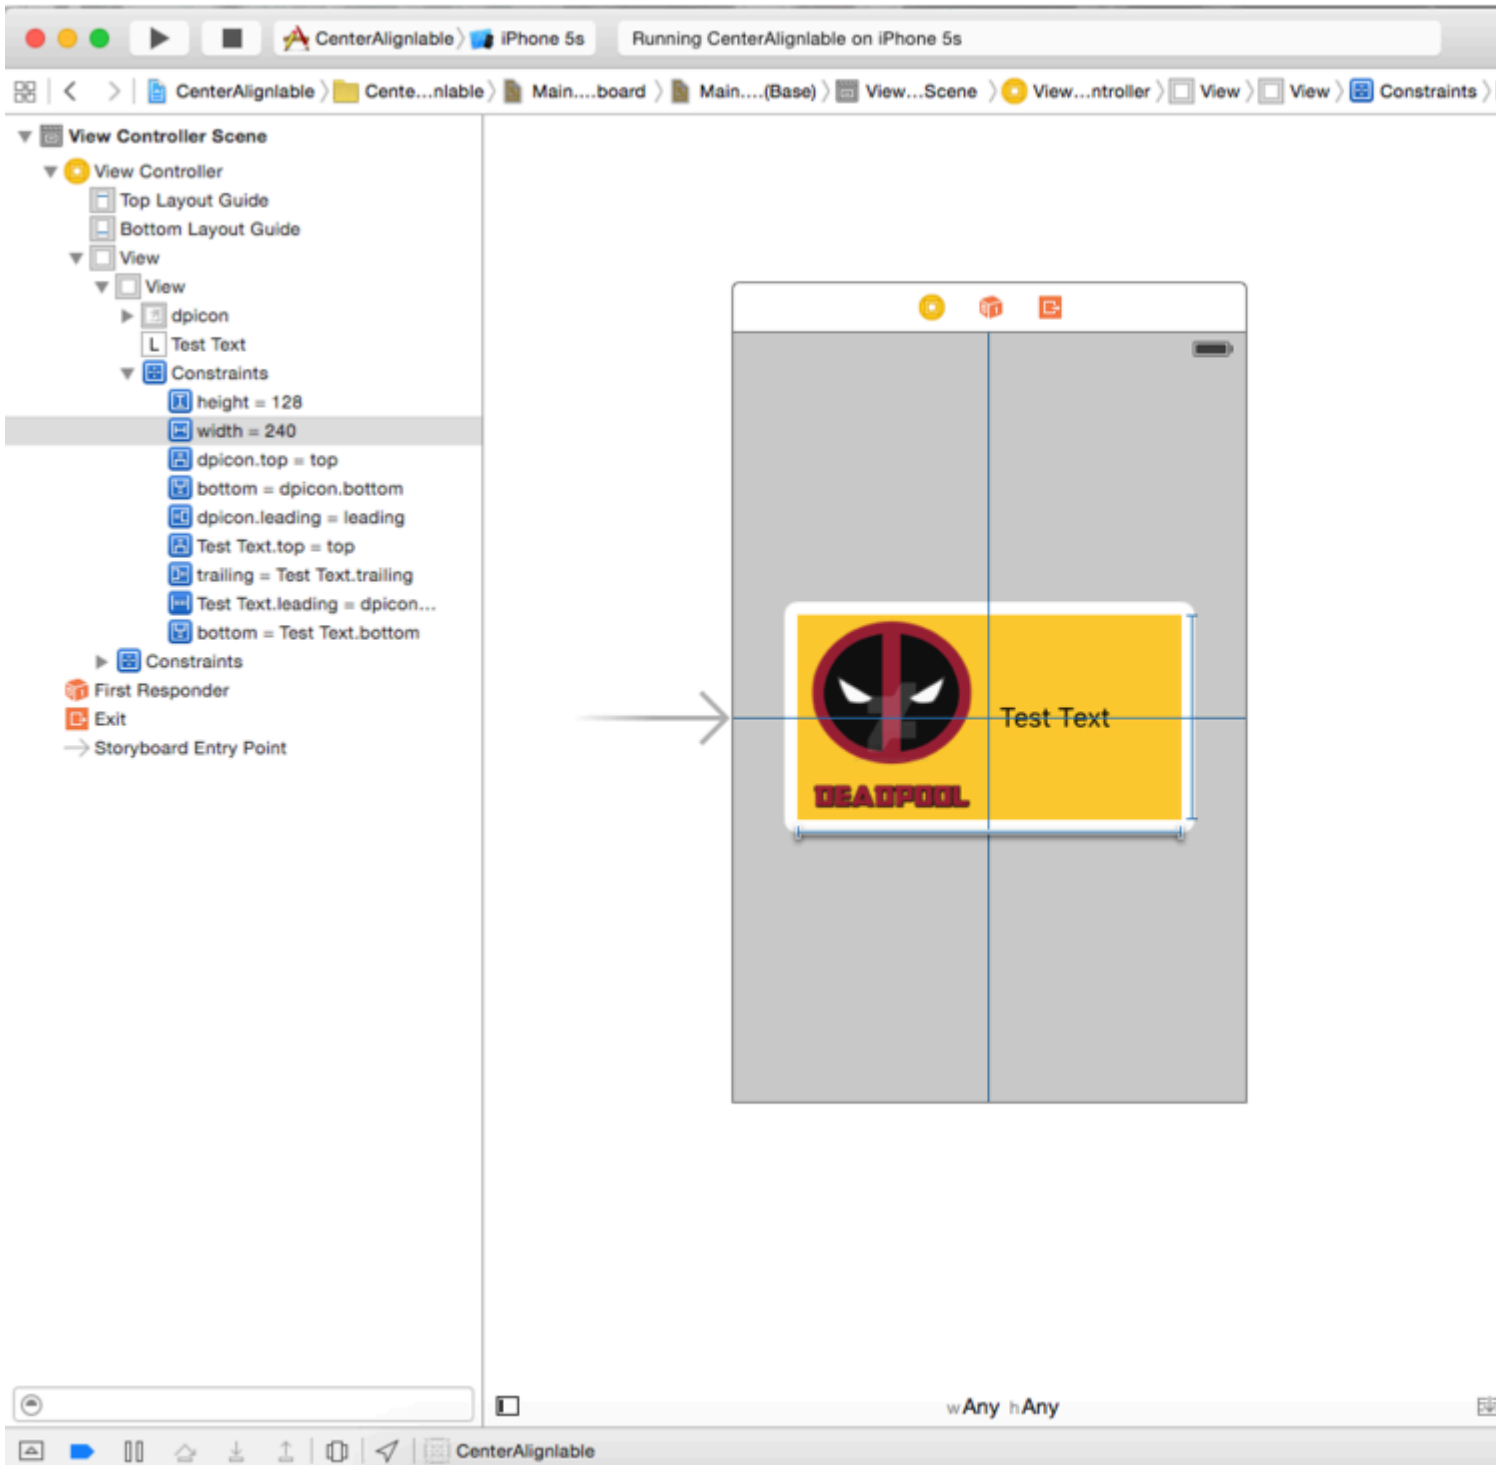 CenterAlignlable iPhone 5s Running CenterAlignlable on iPhone 5s
CenterAlignlable Cente...nlable Main....board Main....(Base) View...Scene View...ntroller View View Constraints
View Controller Scene
View Controller
Top Layout Guide
Bottom Layout Guide
View
View
dpicon
L Test Text
Constraints
height = 128
width = 240
dpicon.top = top
bottom = dpicon.bottom
dpicon.leading = leading
Test Text.top = top
trailing = Test Text.trailing
Test Text.leading = dpicon...
bottom = Test Text.bottom
Constraints
First Responder
Exit
Storyboard Entry Point
Test Text
DEADPOOL
wAny hAny
CenterAlignlable